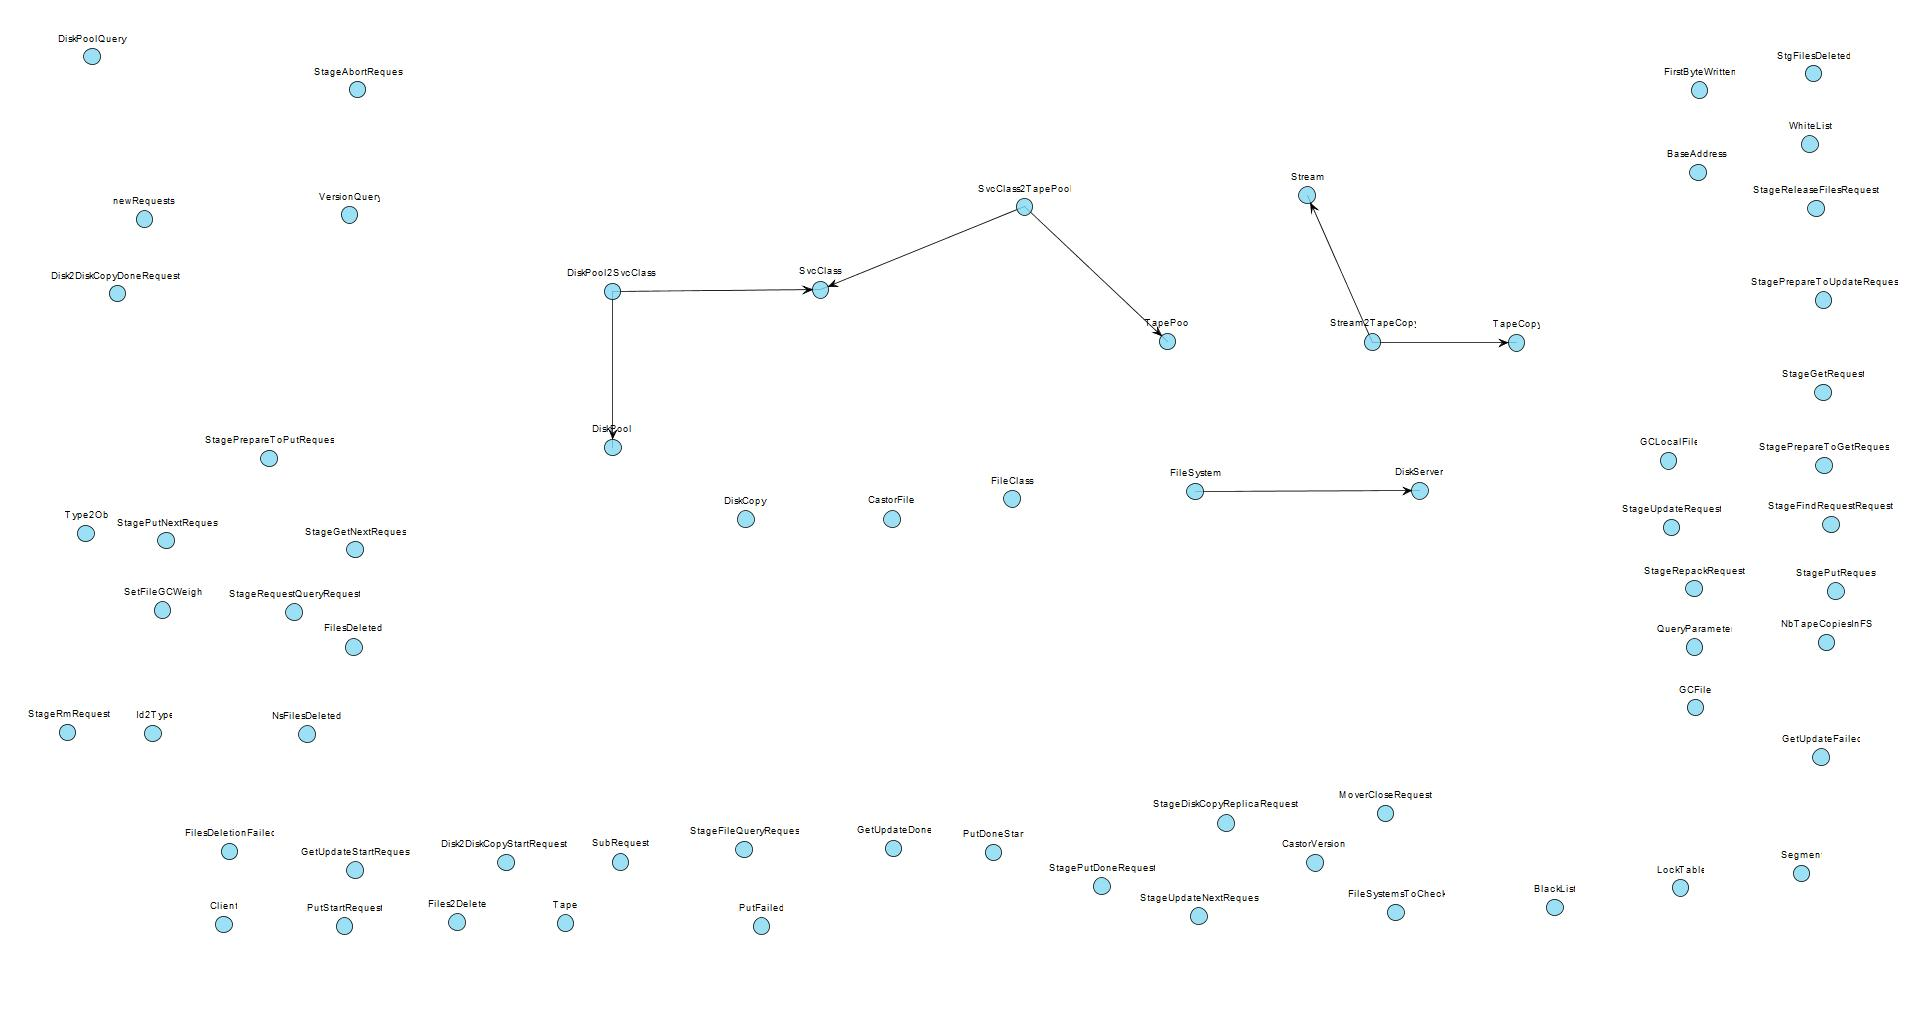 DiskPoolQuery
StageAbortReques
StgFilesDeleted
FirstByteWritten
WhiteList
BaseAddress
Stream
SvcClass2TapePool
StageReleaseFilesRequest
newRequests
VersionQuery
DiskPool2SvcClass
SvcClass
Disk2DiskCopyDoneRequest
StagePrepareToUpdateReques
TapePoo
Stream2TapeCopy
TapeCopy
StageGetRequest
DiskPool
StagePrepareToPutReques
GCLocalFile
StagePrepareToGetReques
FileSystem
DiskServer
FileClass
DiskCopy
CastorFile
StageUpdateRequest
StageFindRequestRequest
Type2Ob
StagePutNextReques
StageGetNextReques
StageRepackRequest
StagePutReques
SetFileGCWeigh
StageRequestQueryRequest
FilesDeleted
QueryParamete
NbTapeCopiesInFS
GCFile
StageRmRequest
Id2Type
NsFilesDeleted
GetUpdateFailed
MoverCloseRequest
StageDiskCopyReplicaRequest
FilesDeletionFailed
GetUpdateStartReques
Disk2DiskCopyStartRequest
SubRequest
StageFileQueryReques
GetUpdateDone
PutDoneStar
CastorVersion
StagePutDoneRequest
LockTable
Segmen
Client
PutStartRequest
Files2Delete
Tape
PutFailed
StageUpdateNextReques
FileSystemsToCheck
BlackList